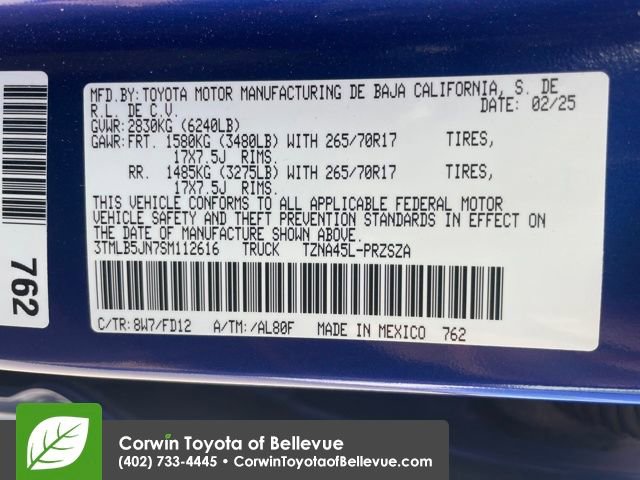 MFD.BY: TOYOTA MOTOR MANUFACTURING DE BAJA CALIFORNIA, S. DE
R.L. DE C.V. DATE: 02/25
GVWR: 2830KG (6240LB)
GAWR: FRT. 1580KG (3480LB) WITH 265/70R17 TIRES,
17X7.5J RIMS.
RR. 1485KG (3275LB) WITH 265/70R17 TIRES,
17X7.5J RIMS.
THIS VEHICLE CONFORMS TO ALL APPLICABLE FEDERAL MOTOR
VEHICLE SAFETY AND THEFT PREVENTION STANDARDS IN EFFECT ON
THE DATE OF MANUFACTURE SHOWN ABOVE.
3TMLB5JN7SM112616 TRUCK TZNA45L-PRZSZA
C/TR: 8W7/FD12 A/TM: /AL80F MADE IN MEXICO 762
762
Corwin Toyota of Bellevue
(402) 733-4445 • CorwinToyotaofBellevue.com